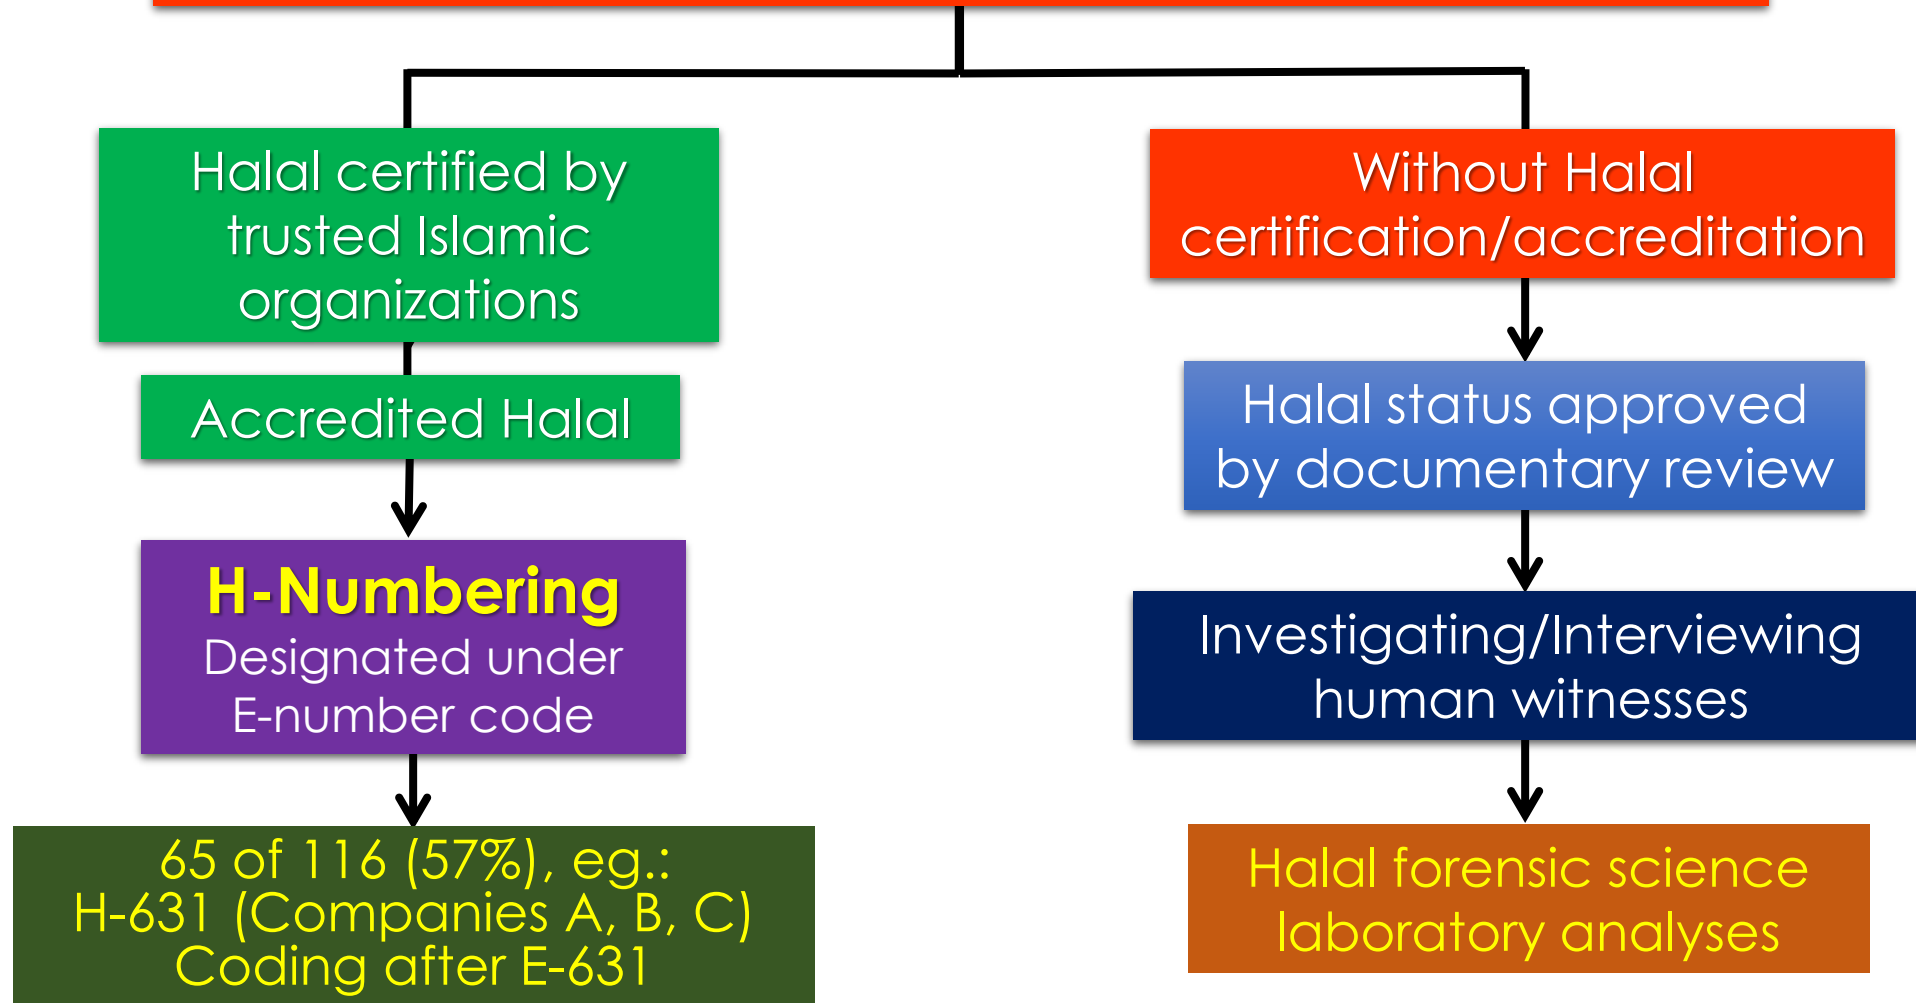 Halal certified by
trusted Islamic
organizations
Accredited Halal
H-Numbering
Designated under
E-number code
65 of 116 (57%), eg.:
H-631 (Companies A, B, C)
Coding after E-631
Without Halal
certification/accreditation
Halal status approved
by documentary review
Investigating/Interviewing
human witnesses
Halal forensic science
laboratory analyses